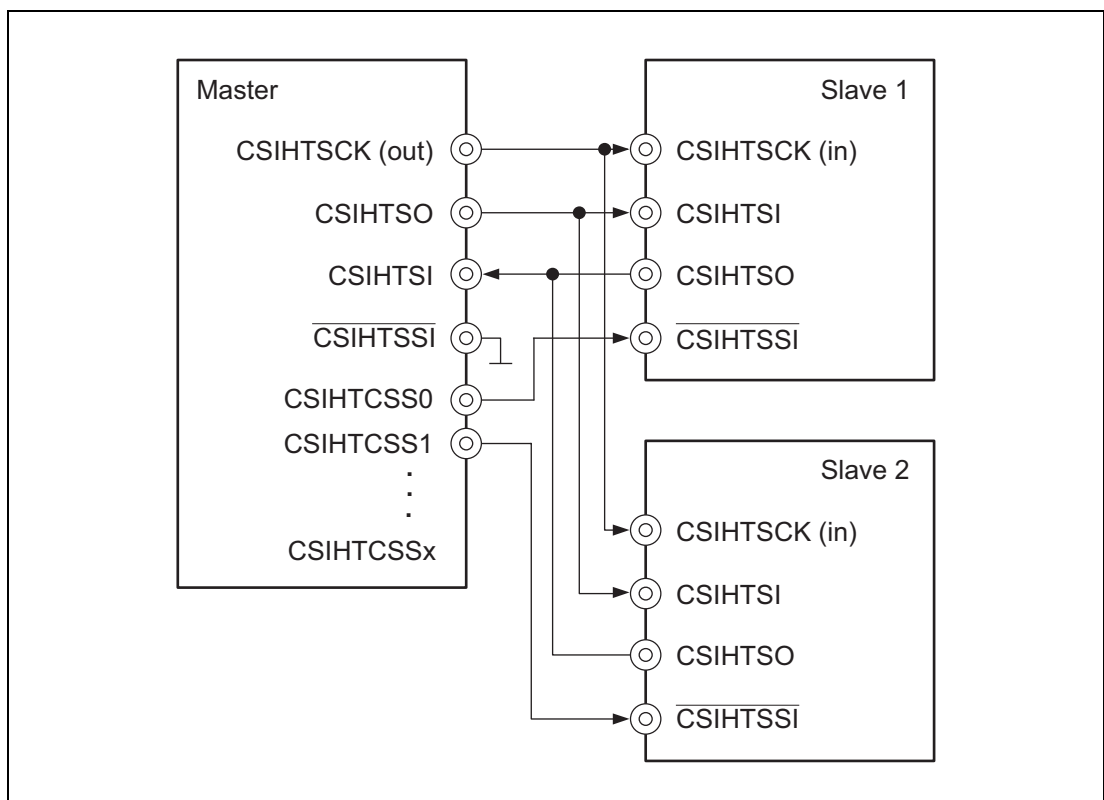 Master
CSIHTSCK (out)
CSIHTSO
CSIHTSI
CSIHTSSI
CSIHTCSS0
CSIHTCSS1
.
.
.
CSIHTCSSx
Slave 1
CSIHTSCK (in)
CSIHTSI
CSIHTSO
CSIHTSSI
Slave 2
CSIHTSCK (in)
CSIHTSI
CSIHTSO
CSIHTSSI